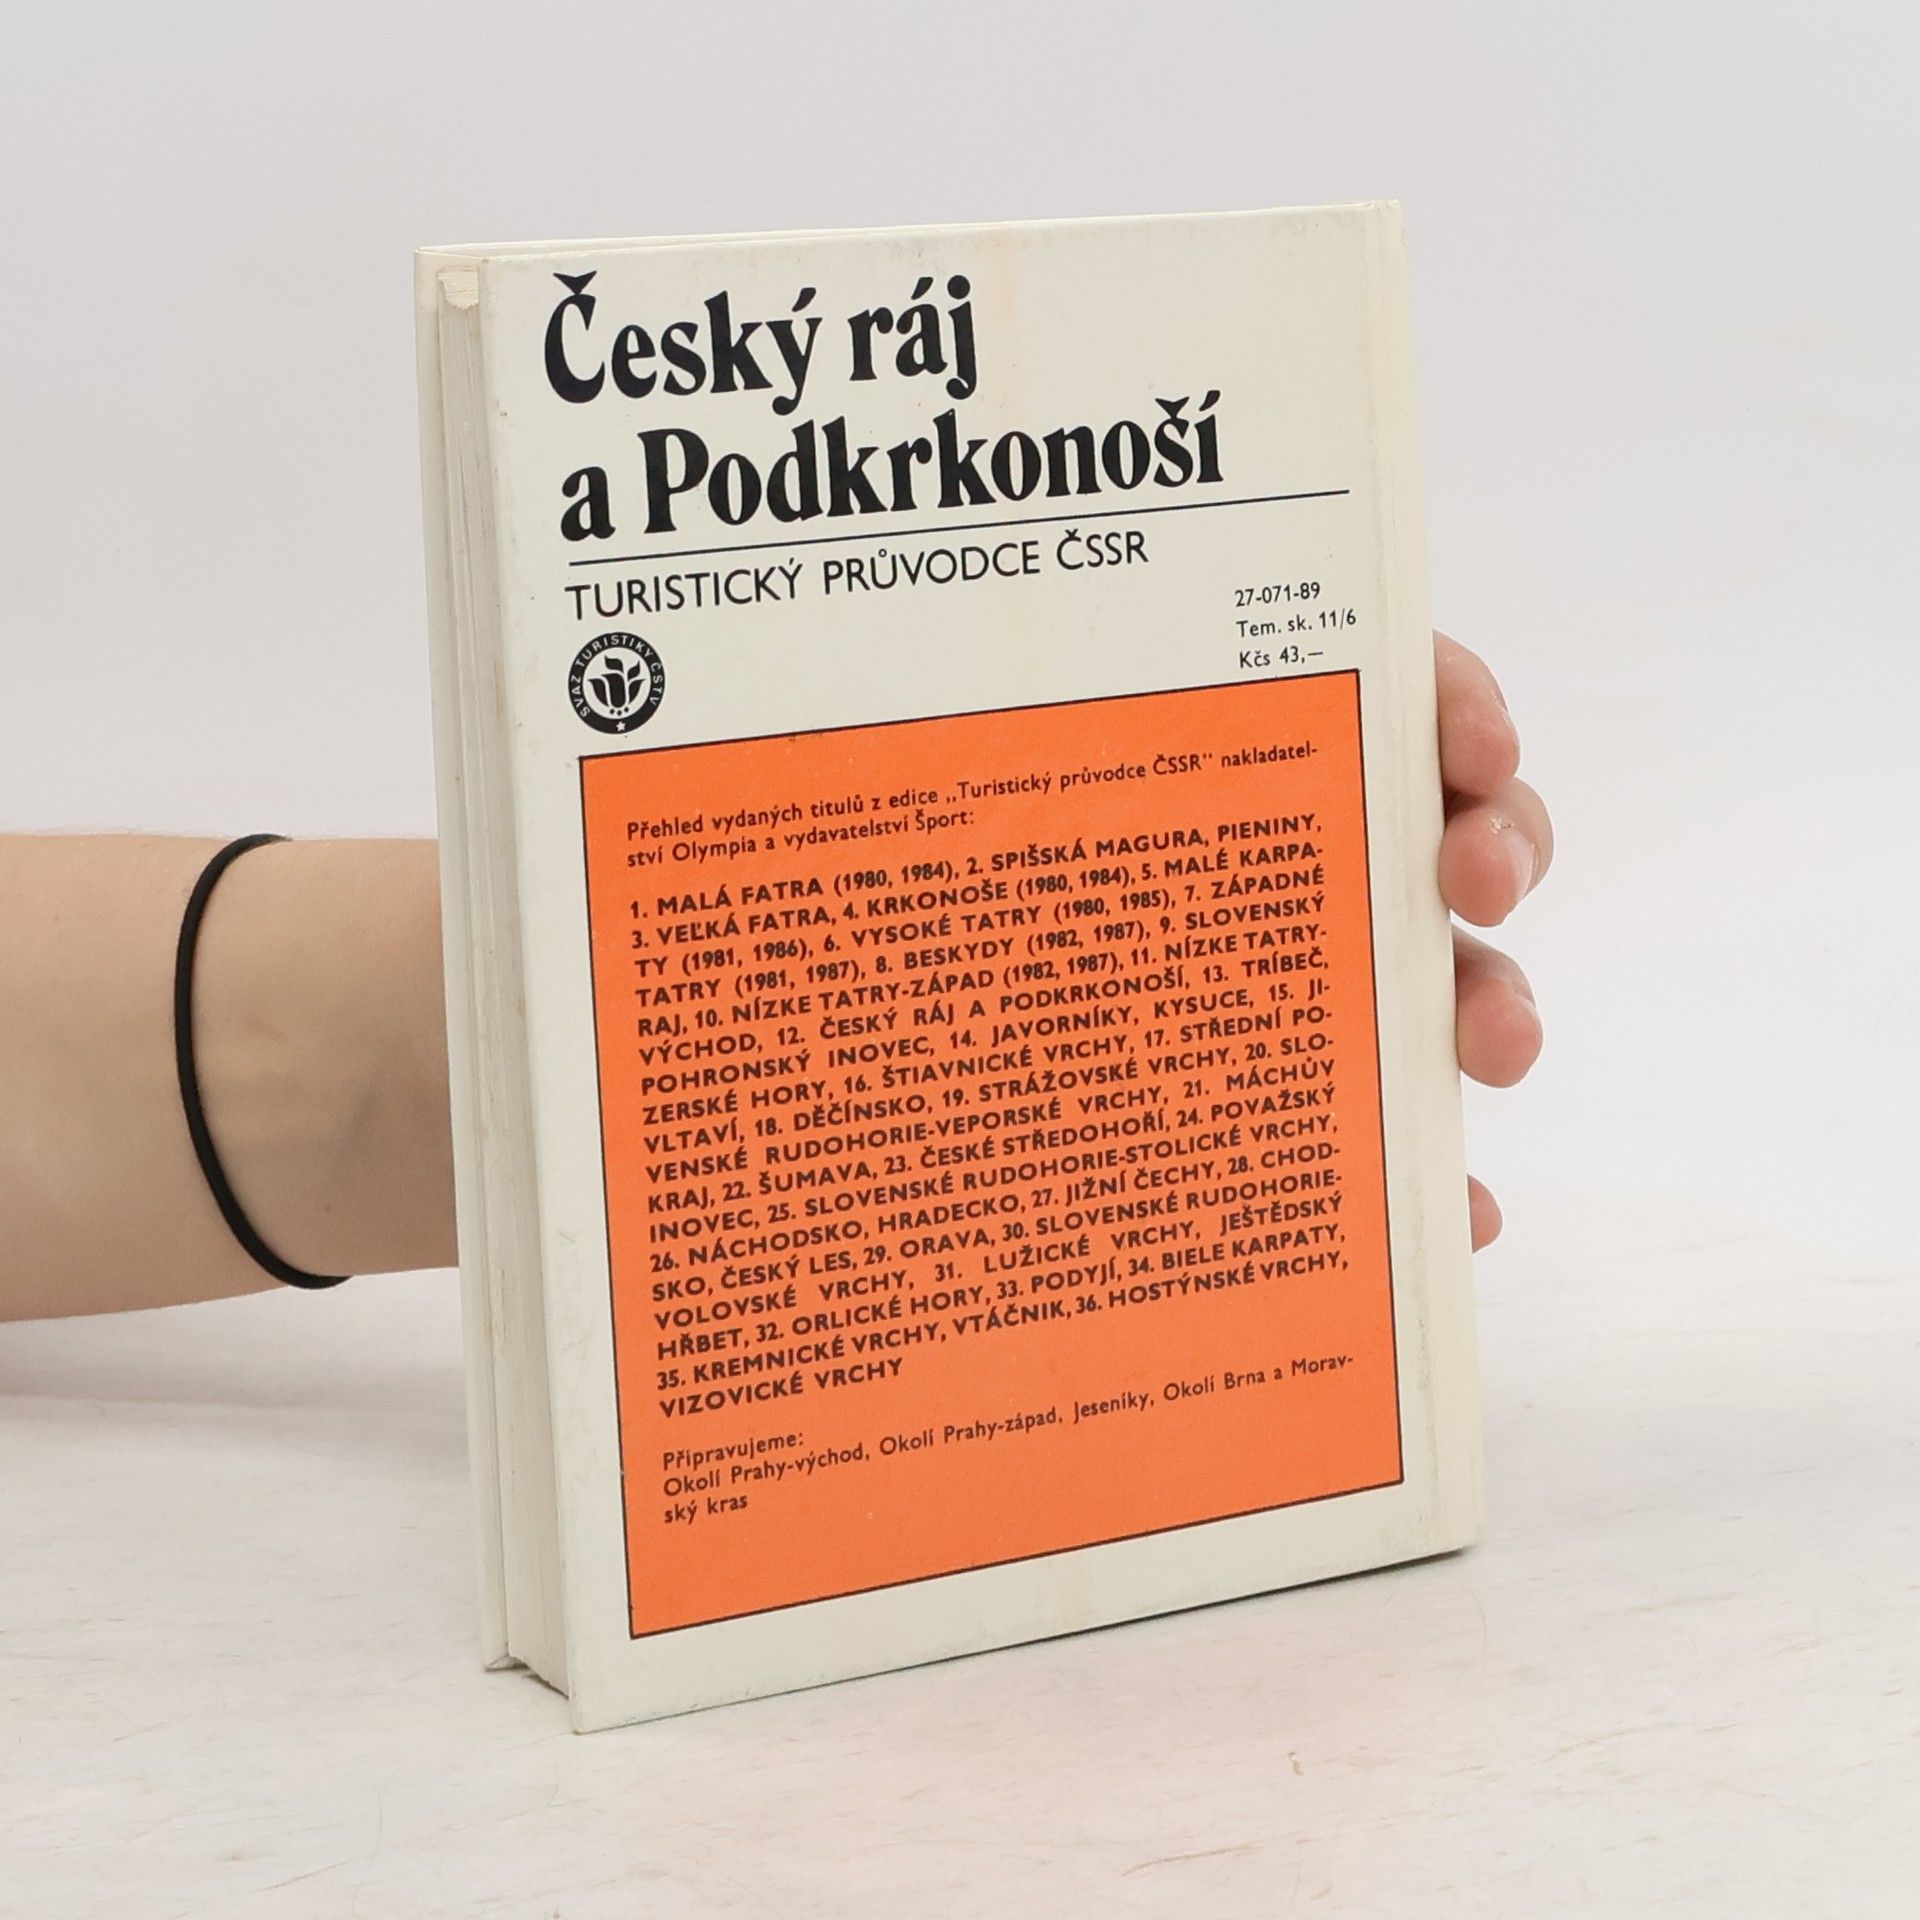 Český ráj
a Podkrkonoší
TURISTICKÝ PRŮVODCE ČSSR
27-071-89
Tem. sk. 11/6
Kčs 43,—
SVAZ TURISTIKY ČSTV
Přehled vydaných titulů z edice „Turistický průvodce ČSSR" nakladatel-
ství Olympia a vydavatelství Šport:
1. MALÁ FATRA (1980, 1984), 2. SPIŠSKÁ MAGURA, PIENINY,
3. VEĽKÁ FATRA, 4. KRKONOŠE (1980, 1984), 5. MALÉ KARPA-
TY (1981, 1986), 6. VYSOKÉ TATRY (1980, 1985), 7. ZÁPADNÉ
TATRY (1981, 1987), 8. BESKYDY (1982, 1987), 9. SLOVENSKÝ
RAJ, 10. NÍZKE TATRY-ZÁPAD (1982, 1987), 11. NÍZKE TATRY-
VÝCHOD, 12. ČESKÝ RÁJ A PODKRKONOŠÍ, 13. TRÍBEČ,
POHRONSKÝ INOVEC, 14. JAVORNÍKY, KYSUCE, 15. JI-
ZERSKÉ HORY, 16. ŠTIAVNICKÉ VRCHY, 17. STŘEDNÍ PO-
VLTAVÍ, 18. DĚČÍNSKO, 19. STRÁŽOVSKÉ VRCHY, 20. SLO-
VENSKÉ RUDOHORIE-VEPORSKÉ VRCHY, 21. MÁCHŮV
KRAJ, 22. ŠUMAVA, 23. ČESKÉ STŘEDOHOŘÍ, 24. POVAŽSKÝ
INOVEC, 25. SLOVENSKÉ RUDOHORIE-STOLICKÉ VRCHY,
26. NÁCHODSKO, HRADECKO, 27. JIŽNÍ ČECHY, 28. CHOD-
SKO, ČESKÝ LES, 29. ORAVA, 30. SLOVENSKÉ RUDOHORIE-
VOLOVSKÉ VRCHY, 31. LUŽICKÉ VRCHY, JEŠTĚDSKÝ
HŘBET, 32. ORLICKÉ HORY, 33. PODYJÍ, 34. BIELE KARPATY,
35. KREMNICKÉ VRCHY, VTÁČNIK, 36. HOSTÝNSKÉ VRCHY,
VIZOVICKÉ VRCHY
Připravujeme:
Okolí Prahy-východ, Okolí Prahy-západ, Jeseníky, Okolí Brna a Morav-
ský kras